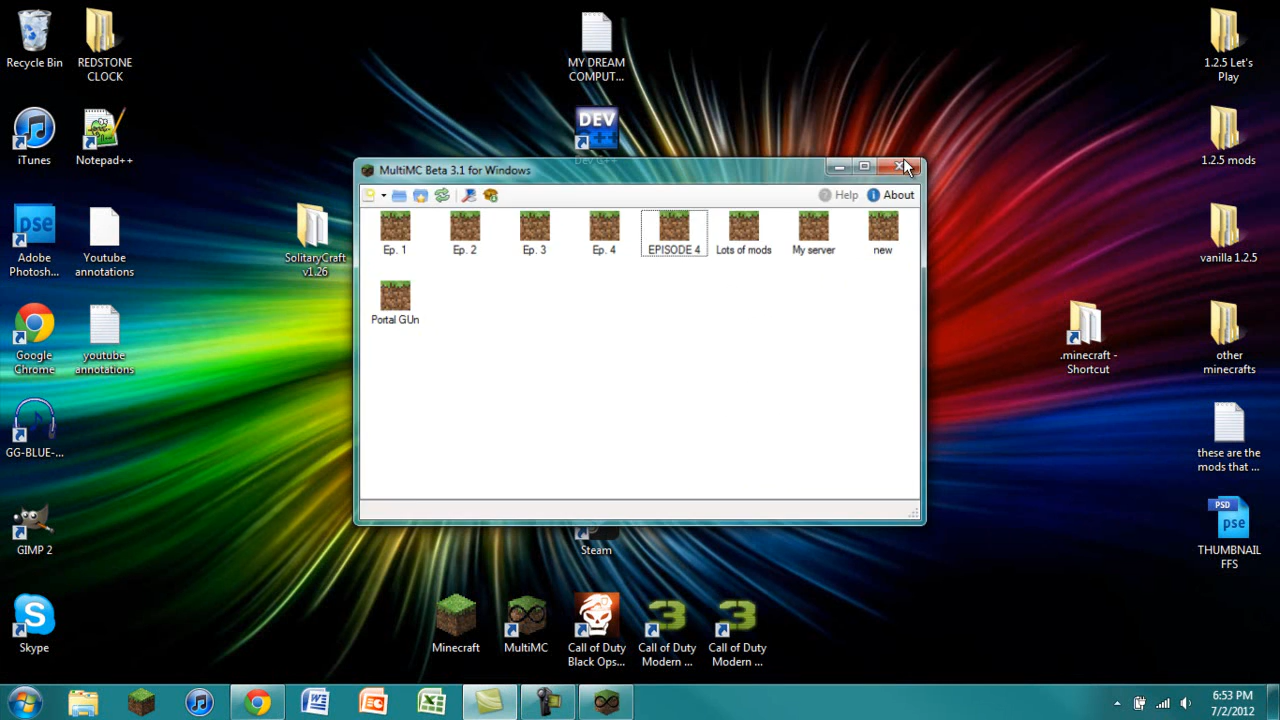 Recycle Bin
REDSTONE
CLOCK
MY DREAM
COMPUT...
1.2.5 Let's
Play
iTunes
Notepad++
DEV
C++
1.2.5 mods
MultiMC Beta 3.1 for Windows
Help
About
Ep. 1
Ep. 2
Ep. 3
Ep. 4
EPISODE 4
Lots of mods
My server
new
Portal GUn
pse
Adobe
Photosh...
Youtube
annotations
SolitaryCraft
v1.26
vanilla 1.2.5
Google
Chrome
youtube
annotations
.minecraft -
Shortcut
other
minecrafts
GG-BLUE-...
these are the
mods that ...
GIMP 2
Steam
PSD
pse
THUMBNAIL
FFS
Skype
Minecraft
MultiMC
Call of Duty
Black Ops...
3
Call of Duty
Modern ...
3
Call of Duty
Modern ...
6:53 PM
7/2/2012